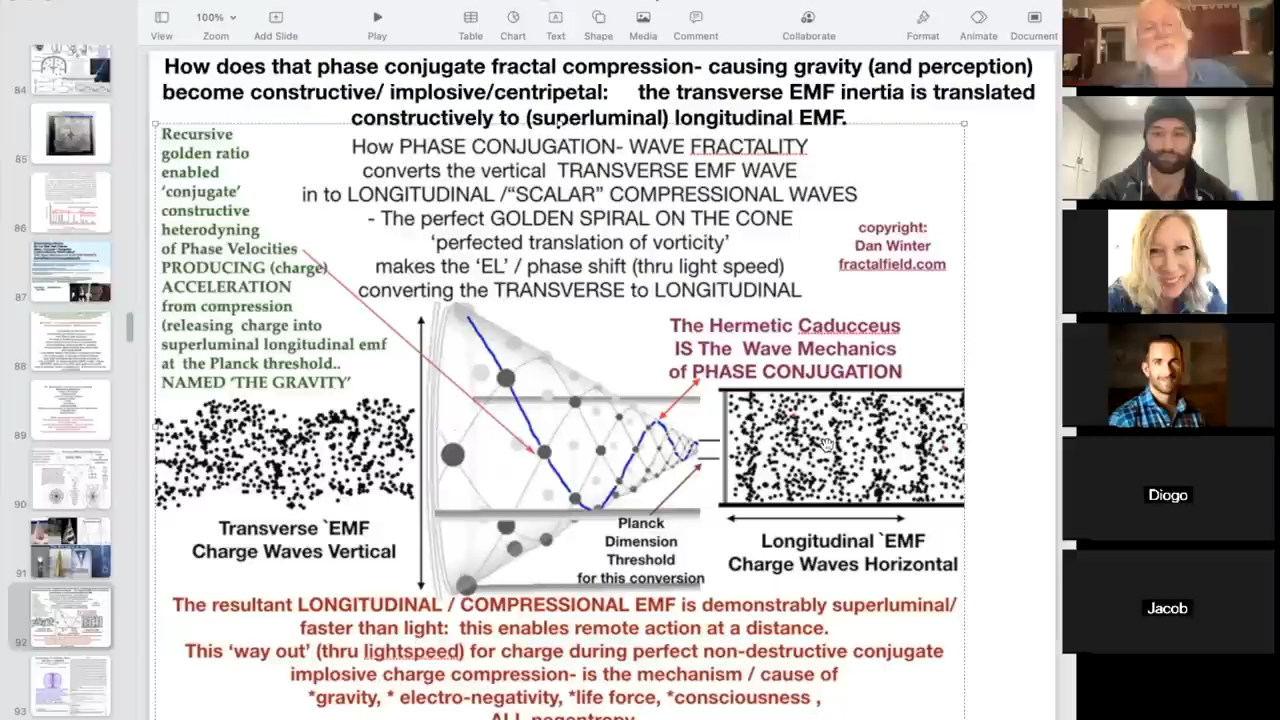 100%
View
Zoom
Add Slide
Play
Table
Chart
Text
Shape
Media
Comment
Collaborate
Format
Animate
Document
84
85
86
87
88
89
90
91
92
93
How does that phase conjugate fractal compression- causing gravity (and perception)
become constructive/ implosive/centripetal: the transverse EMF inertia is translated
constructively to (superluminal) longitudinal EMF.
Recursive
golden ratio
enabled
‘conjugate’
constructive
heterodyning
of Phase Velocities
PRODUCING (charge)
ACCELERATION
from compression
(releasing charge into
superluminal longitudinal emf
at the Planck threshold..
NAMED ‘THE GRAVITY’
How PHASE CONJUGATION- WAVE FRACTALITY
converts the vertical TRANSVERSE EMF WAVE
in to LONGITUDINAL /“SCALAR” COMPRESSIONAL WAVES
- The perfect GOLDEN SPIRAL ON THE CONE
‘perfected translation of vorticity’
makes the ‘EL’ / phase shift (thru light speed)
converting the TRANSVERSE to LONGITUDINAL
copyright:
Dan Winter
fractalfield.com
The Hermetic Caducceus
IS The Wave Mechanics
of PHASE CONJUGATION
Transverse `EMF
Charge Waves Vertical
Planck
Dimension
Threshold
for this conversion
Longitudinal `EMF
Charge Waves Horizontal
The resultant LONGITUDINAL / COMPRESSIONAL EMF is demonstrably superluminal/
faster than light: this enables remote action at a distance.
This ‘way out’ (thru lightspeed) for charge during perfect non-destructive conjugate
implosive charge compression- is the mechanism / cause of
*gravity, * electro-negativity, *life force, *consciousness ,
ALL negentropy
Diogo
Jacob